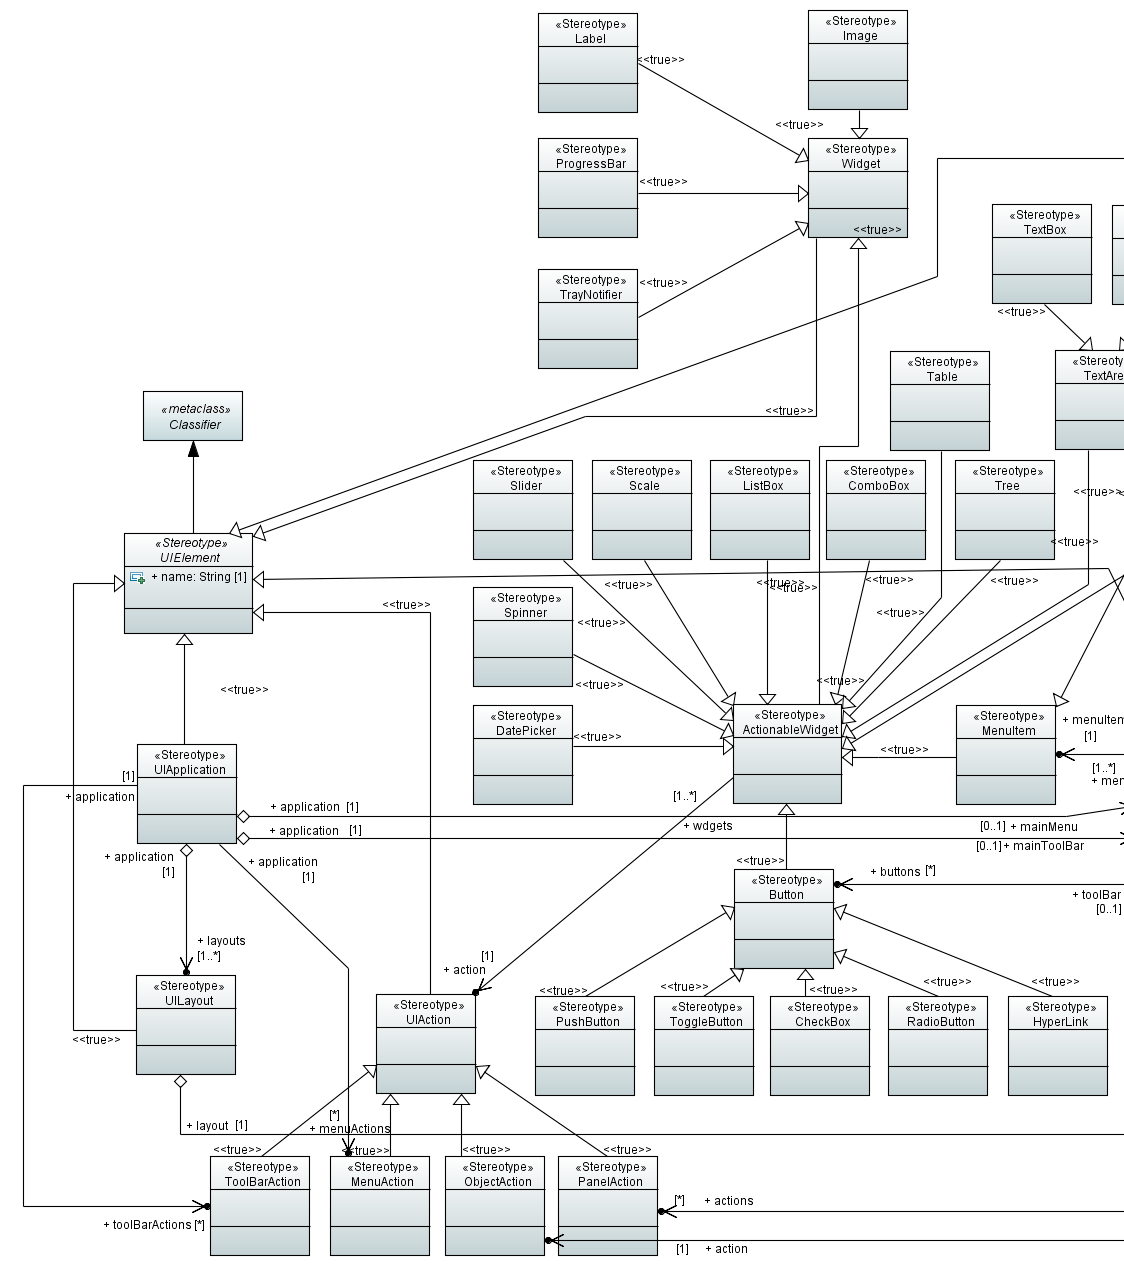 «Stereotype»
Label
«Stereotype»
Image
<<true>>
<<true>>
«Stereotype»
ProgressBar
«Stereotype»
Widget
<<true>>
<<true>>
«Stereotype»
TextBox
«Stereotype»
TrayNotifier
<<true>>
<<true>>
«Stereotype»
Table
«Stereoty
TextAre
«metaclass»
Classifier
<<true>>
«Stereotype»
Slider
«Stereotype»
Scale
«Stereotype»
ListBox
«Stereotype»
ComboBox
«Stereotype»
Tree
<<true>>
<<true>>
«Stereotype»
UIElement
+ name: String [1]
<<true>>
<<true>>
<<true>>
<<true>>
<<true>>
<<true>>
<<true>>
«Stereotype»
Spinner
<<true>>
<<true>>
<<true>>
<<true>>
<<true>>
«Stereotype»
DatePicker
<<true>>
«Stereotype»
ActionableWidget
<<true>>
«Stereotype»
MenuItem
+ menuItem
[1]
[1..*]
+ men
«Stereotype»
UIApplication
[1]
+ application
+ application [1]
+ application [1]
[1..*]
+ wdgets
[0..1] + mainMenu
[0..1] + mainToolBar
+ application
[1]
+ application
[1]
<<true>>
«Stereotype»
Button
+ buttons [*]
+ toolBar
[0..1]
+ layouts
[1..*]
[1]
+ action
«Stereotype»
UILayout
<<true>>
«Stereotype»
UIAction
<<true>>
<<true>>
<<true>>
<<true>>
<<true>>
«Stereotype»
PushButton
«Stereotype»
ToggleButton
«Stereotype»
CheckBox
«Stereotype»
RadioButton
«Stereotype»
HyperLink
+ layout [1]
[*]
+ menuActions
<<true>>
<<true>>
<<true>>
<<true>>
«Stereotype»
ToolBarAction
«Stereotype»
MenuAction
«Stereotype»
ObjectAction
«Stereotype»
PanelAction
+ toolBarActions [*]
[*] + actions
[1] + action